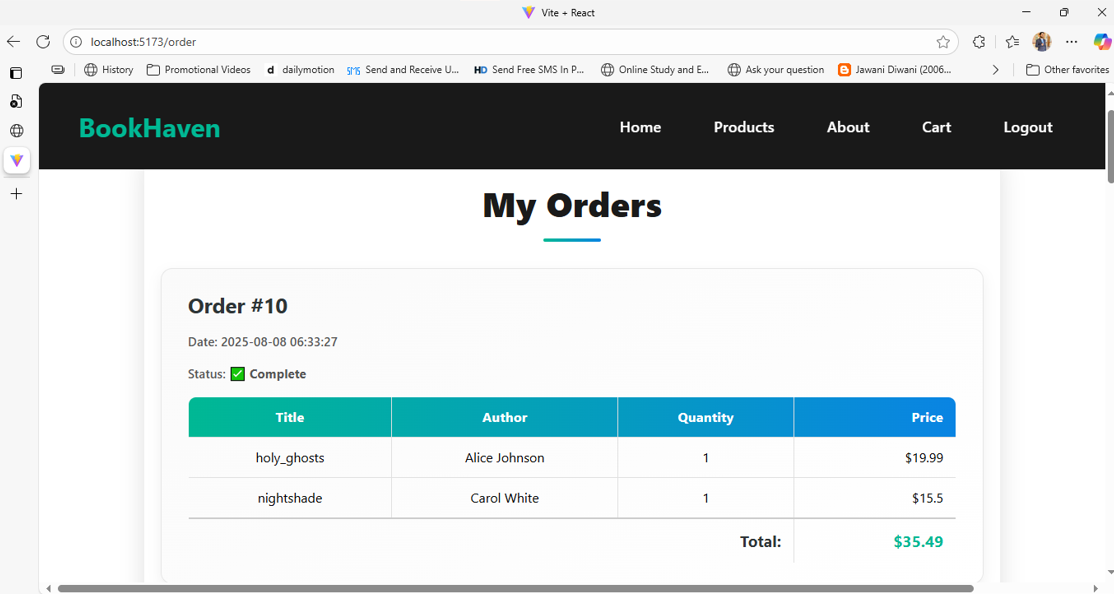 Vite + React
localhost:5173/order
History Promotional Videos dailymotion Send and Receive U... Send Free SMS In P... Online Study and E... Ask your question Jawani Diwani (2006... Other favorites
BookHaven Home Products About Cart Logout
My Orders
Order #10
Date: 2025-08-08 06:33:27
Status: ✅ Complete
Title Author Quantity Price
holy_ghosts Alice Johnson 1 $19.99
nightshade Carol White 1 $15.5
Total: $35.49